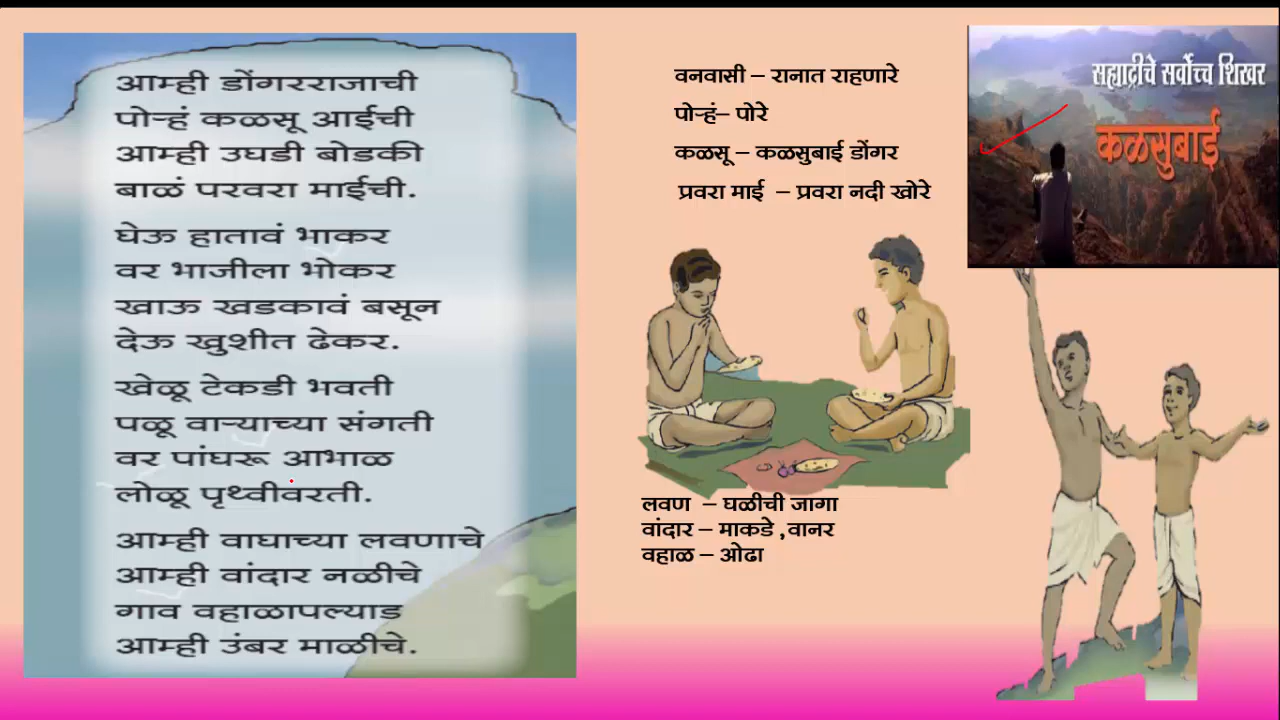 आम्ही डोंगरराजाची
पोऱ्हं कळसू आईची
आम्ही उघडी बोडकी
बाळं परवरा माईची.
घेऊ हातावं भाकर
वर भाजीला भोकर
खाऊ खडकावं बसून
देऊ खुशीत ढेकर.
खेळू टेकडी भवती
पळू वाऱ्याच्या संगती
वर पांघरू आभाळ
लोळू पृथ्वीवरती.
आम्ही वाघाच्या लवणाचे
आम्ही वांदार नळीचे
गाव वहाळापल्याड
आम्ही उंबर माळीचे.
वनवासी – रानात राहणारे
पोऱ्हं– पोरे
कळसू – कळसुबाई डोंगर
प्रवरा माई – प्रवरा नदी खोरे
लवण – घळीची जागा
वांदार – माकडे ,वानर
वहाळ – ओढा
सह्याद्रीचे सर्वोच्च शिखर
कळसुबाई